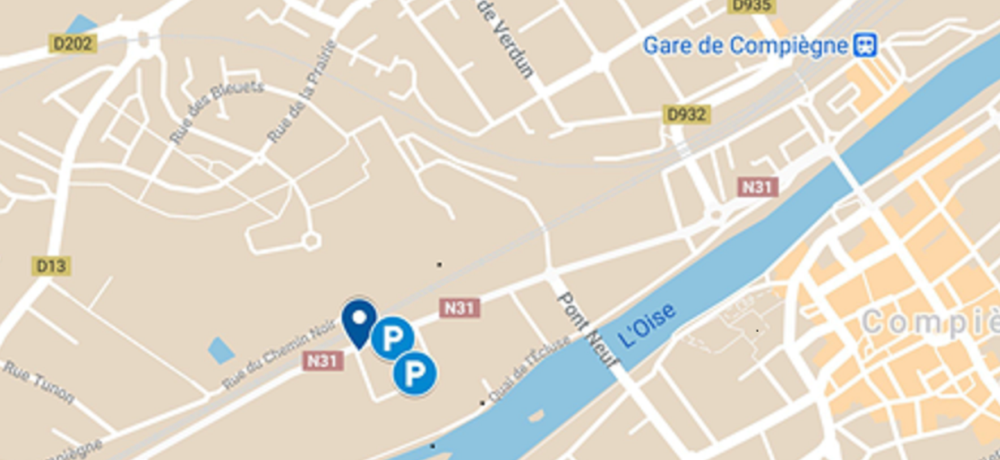 D935
de Verdun
Gare de Compiègne
D202
Rue de la Prairie
Rue des Bleuets
D932
N31
D13
N31
Pont Neuf
L'Oise
Compiè
P
Rue du Chemin Noir
N31
P
Quai de l'Écluse
Rue Tunon
piègne